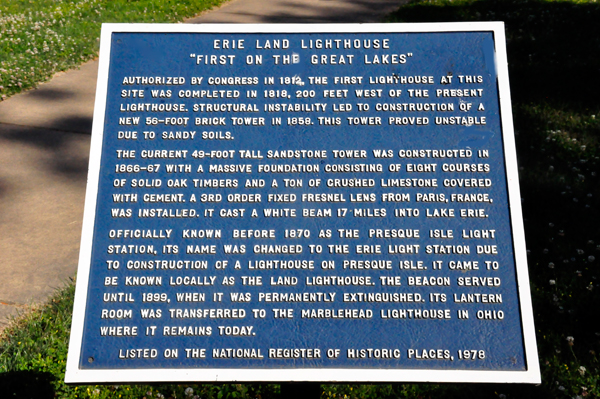 ERIE LAND LIGHTHOUSE
"FIRST ON THE GREAT LAKES"
AUTHORIZED BY CONGRESS IN 1812, THE FIRST LIGHTHOUSE AT THIS
SITE WAS COMPLETED IN 1818, 200 FEET WEST OF THE PRESENT
LIGHTHOUSE. STRUCTURAL INSTABILITY LED TO CONSTRUCTION OF A
NEW 56-FOOT BRICK TOWER IN 1859. THIS TOWER PROVED UNSTABLE
DUE TO SANDY SOILS.
THE CURRENT 49-FOOT TALL SANDSTONE TOWER WAS CONSTRUCTED IN
1866-67 WITH A MASSIVE FOUNDATION CONSISTING OF EIGHT COURSES
OF SOLID OAK TIMBERS AND A TON OF CRUSHED LIMESTONE COVERED
WITH CEMENT. A 3RD ORDER FIXED FRESNEL LENS FROM PARIS, FRANCE,
WAS INSTALLED. IT CAST A WHITE BEAM 17 MILES INTO LAKE ERIE.
OFFICIALLY KNOWN BEFORE 1870 AS THE PRESQUE ISLE LIGHT
STATION, ITS NAME WAS CHANGED TO THE ERIE LIGHT STATION DUE
TO CONSTRUCTION OF A LIGHTHOUSE ON PRESQUE ISLE. IT CAME TO
BE KNOWN LOCALLY AS THE LAND LIGHTHOUSE. THE BEACON SERVED
UNTIL 1899, WHEN IT WAS PERMANENTLY EXTINGUISHED. ITS LANTERN
ROOM WAS TRANSFERRED TO THE MARBLEHEAD LIGHTHOUSE IN OHIO
WHERE IT REMAINS TODAY.
LISTED ON THE NATIONAL REGISTER OF HISTORIC PLACES, 1978